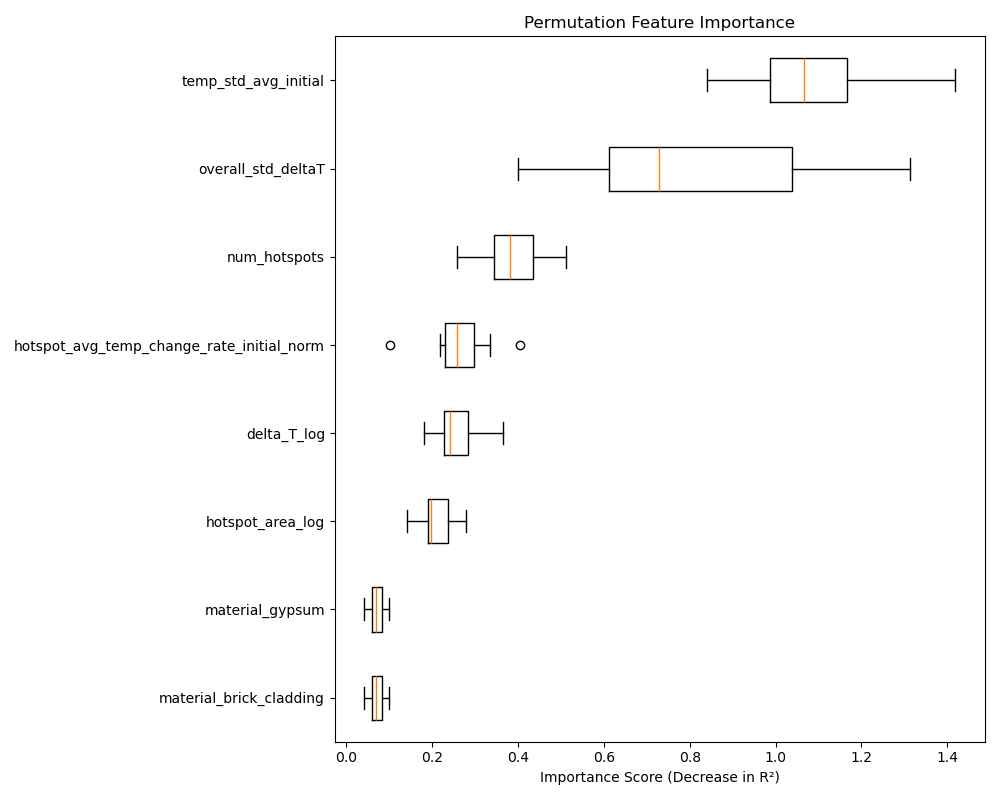 Permutation Feature Importance
temp_std_avg_initial
overall_std_deltaT
num_hotspots
hotspot_avg_temp_change_rate_initial_norm
delta_T_log
hotspot_area_log
material_gypsum
material_brick_cladding
0.0 0.2 0.4 0.6 0.8 1.0 1.2 1.4
Importance Score (Decrease in R²)